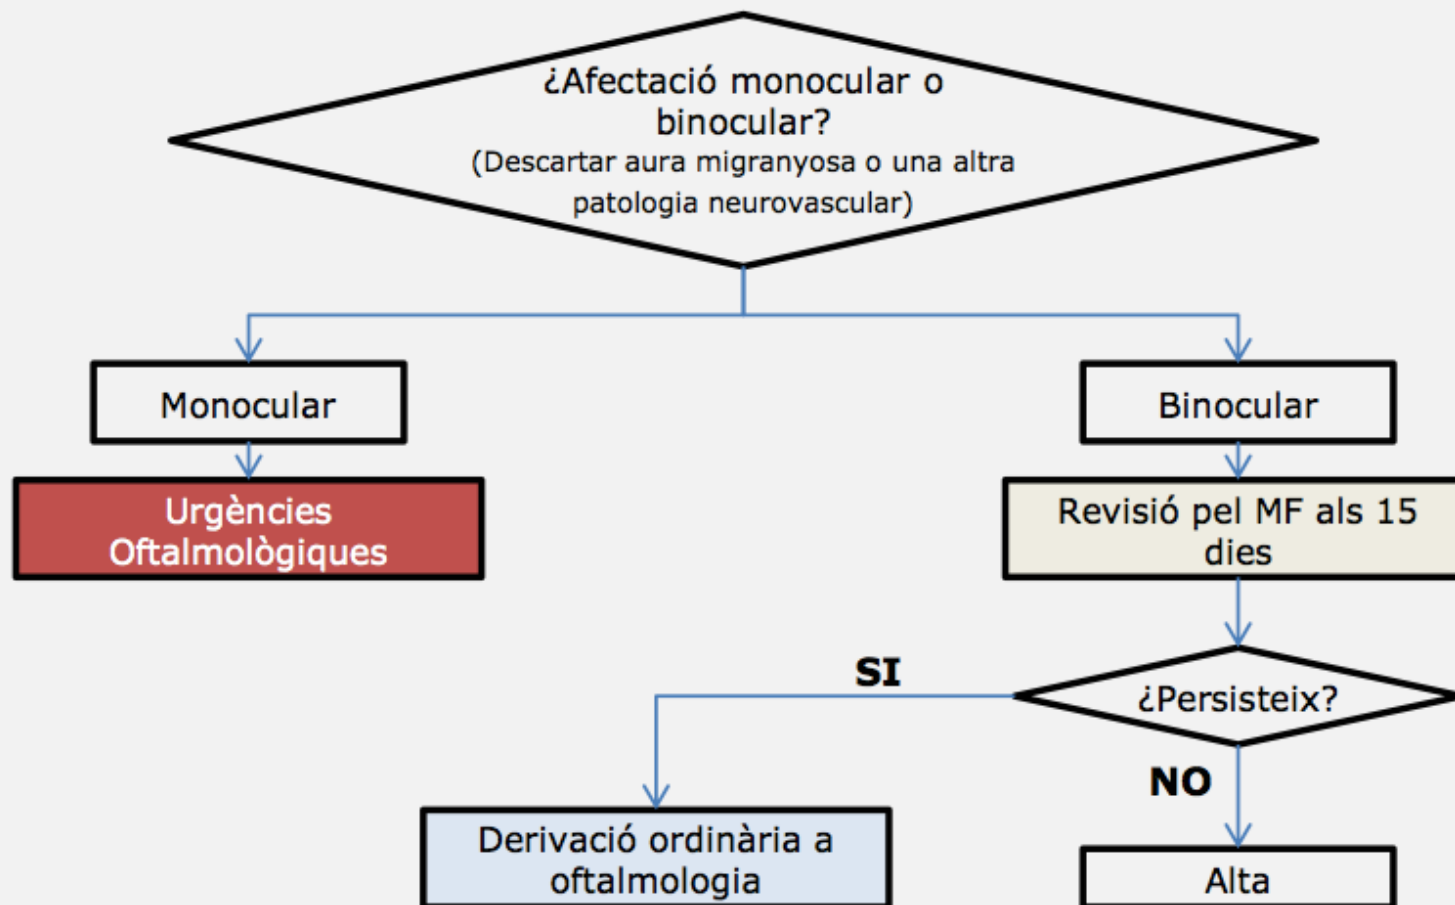 ¿Afectació monocular o
binocular?
(Descartar aura migranyosa o una altra
patologia neurovascular)
Monocular
Binocular
Urgències
Oftalmològiques
Revisió pel MF als 15
dies
SI
¿Persisteix?
NO
Derivació ordinària a
oftalmologia
Alta